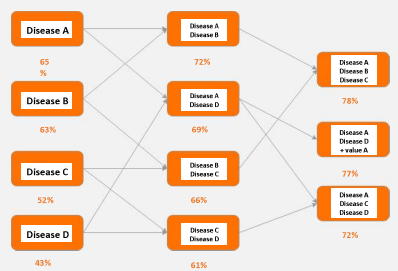 Disease A
65
%
Disease B
63%
Disease C
52%
Disease D
43%
Disease A
Disease B
72%
Disease A
Disease D
69%
Disease B
Disease C
66%
Disease C
Disease D
61%
Disease A
Disease B
Disease C
78%
Disease A
Disease D
+ value A
77%
Disease A
Disease C
Disease D
72%